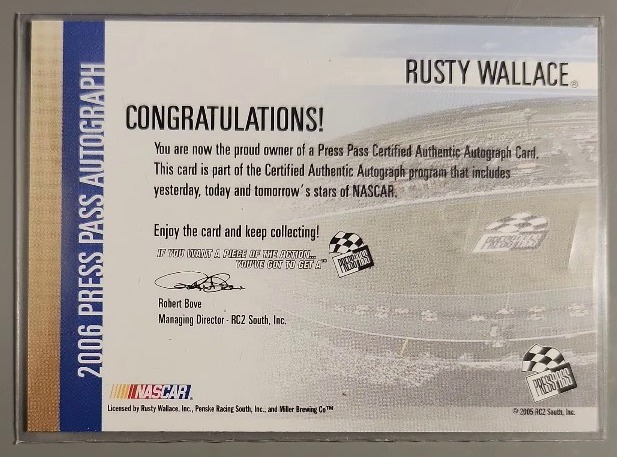 RUSTY WALLACE®
2006 PRESS PASS AUTOGRAPH
CONGRATULATIONS!
You are now the proud owner of a Press Pass Certified Authentic Autograph Card.
This card is part of the Certified Authentic Autograph program that includes
yesterday, today and tomorrow's stars of NASCAR.
Enjoy the card and keep collecting!
IF YOU WANT A PIECE OF THE ACTION...
YOU'VE GOT TO GET A™
PRESS PASS
Robert Bove
Managing Director - RC2 South, Inc.
NASCAR
PRESS PASS
Licensed by Rusty Wallace, Inc., Penske Racing South, Inc., and Miller Brewing Co™
© 2005 RC2 South, Inc.